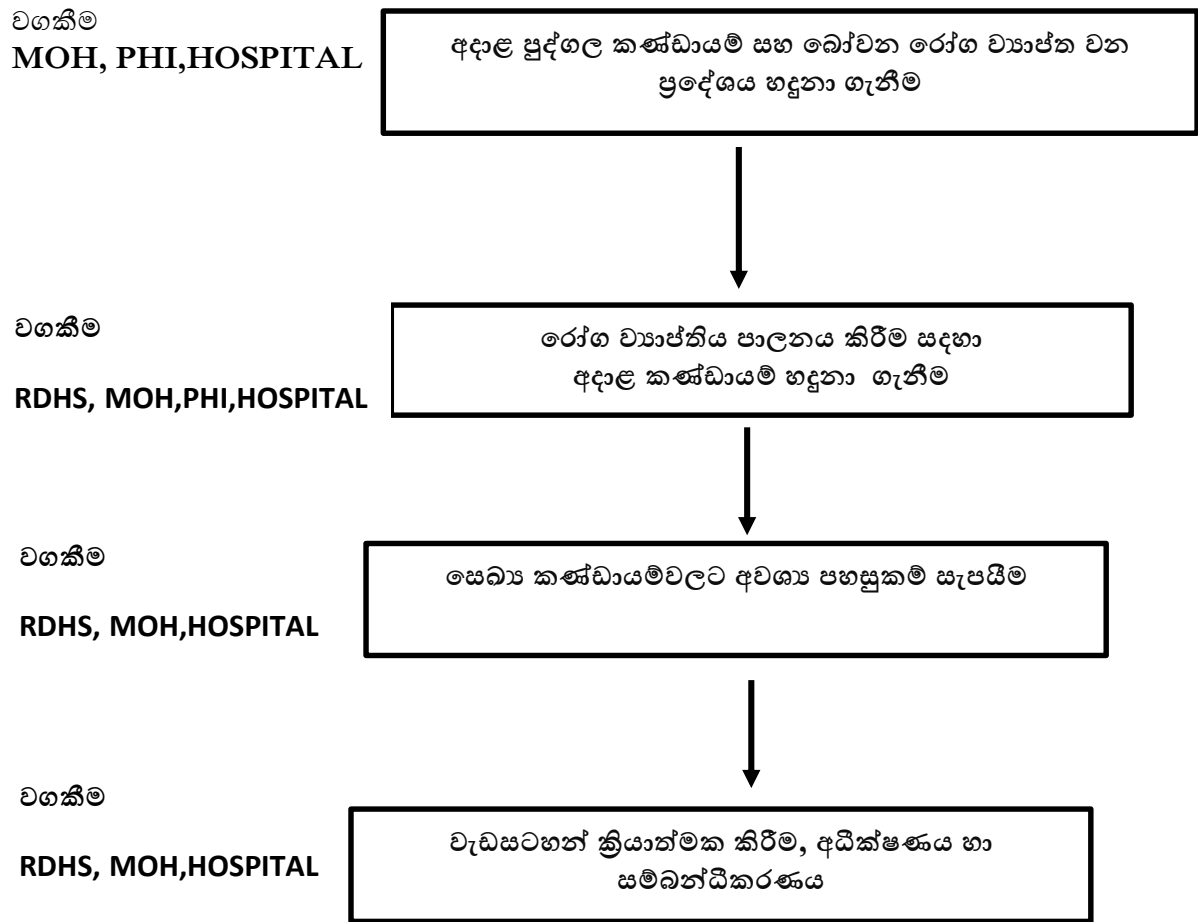 වගකීම
MOH, PHI,HOSPITAL
අදාළ පුද්ගල කණ්ඩායම් සහ බෝවන රෝග ව්‍යාප්ත වන
ප්‍රදේශය හඳුනා ගැනීම
වගකීම
RDHS, MOH,PHI,HOSPITAL
රෝග ව්‍යාප්තිය පාලනය කිරීම සදහා
අදාළ කණ්ඩායම් හදුනා ගැනීම
වගකීම
RDHS, MOH,HOSPITAL
සෙඛ්‍ය කණ්ඩායම්වලට අවශ්‍ය පහසුකම් සැපයීම
වගකීම
RDHS, MOH,HOSPITAL
වැඩසටහන් ක්‍රියාත්මක කිරීම, අධීක්ෂණය හා
සම්බන්ධීකරණය